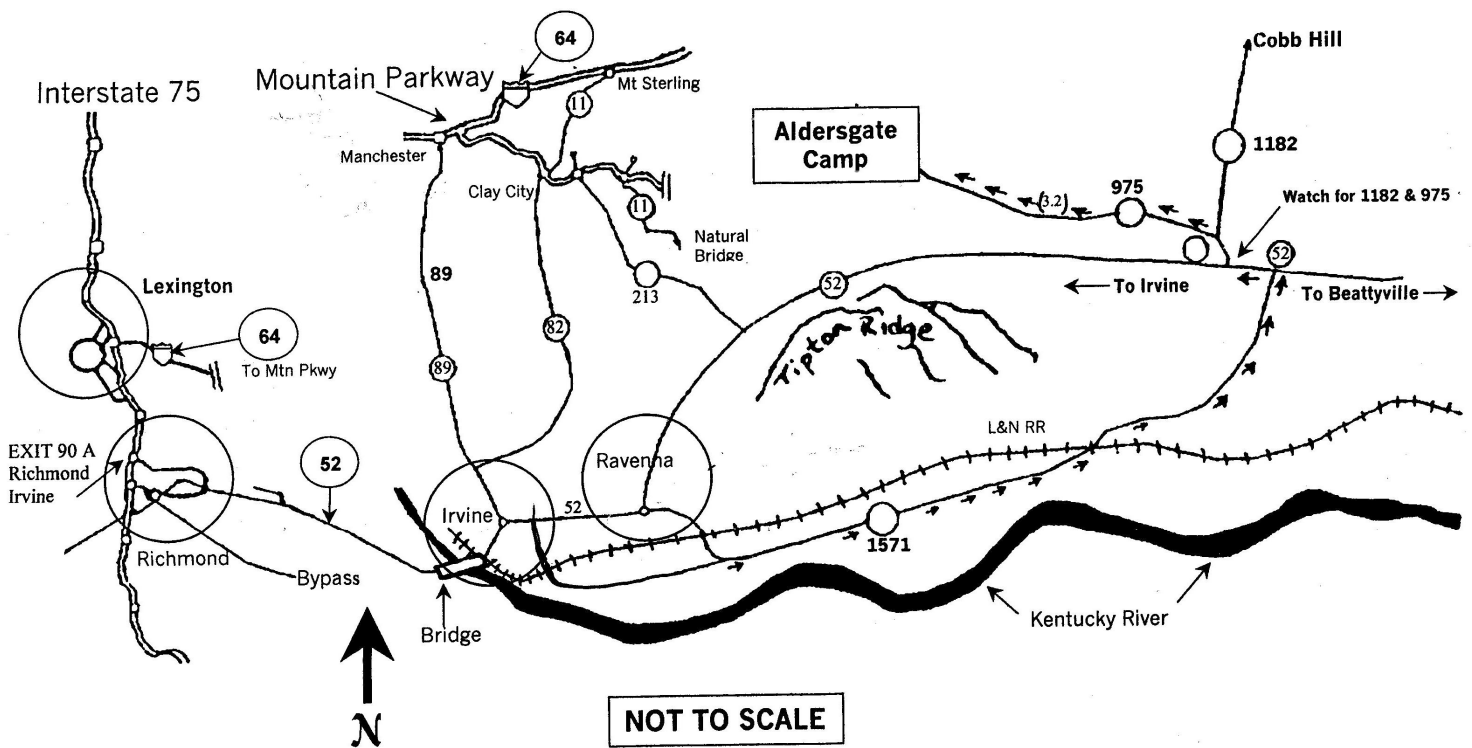 64
Cobb Hill
Interstate 75
Mountain Parkway
Mt Sterling
11
Aldersgate
Camp
1182
Manchester
Clay City
975
(3.2)
Watch for 1182 & 975
11
Natural
Bridge
89
213
52
52
To Irvine
To Beattyville
Lexington
64
To Mtn Pkwy
82
Tipton Ridge
89
L&N RR
EXIT 90 A
Richmond
Irvine
52
Ravenna
Irvine
52
1571
Richmond
Bypass
Bridge
Kentucky River
N
NOT TO SCALE